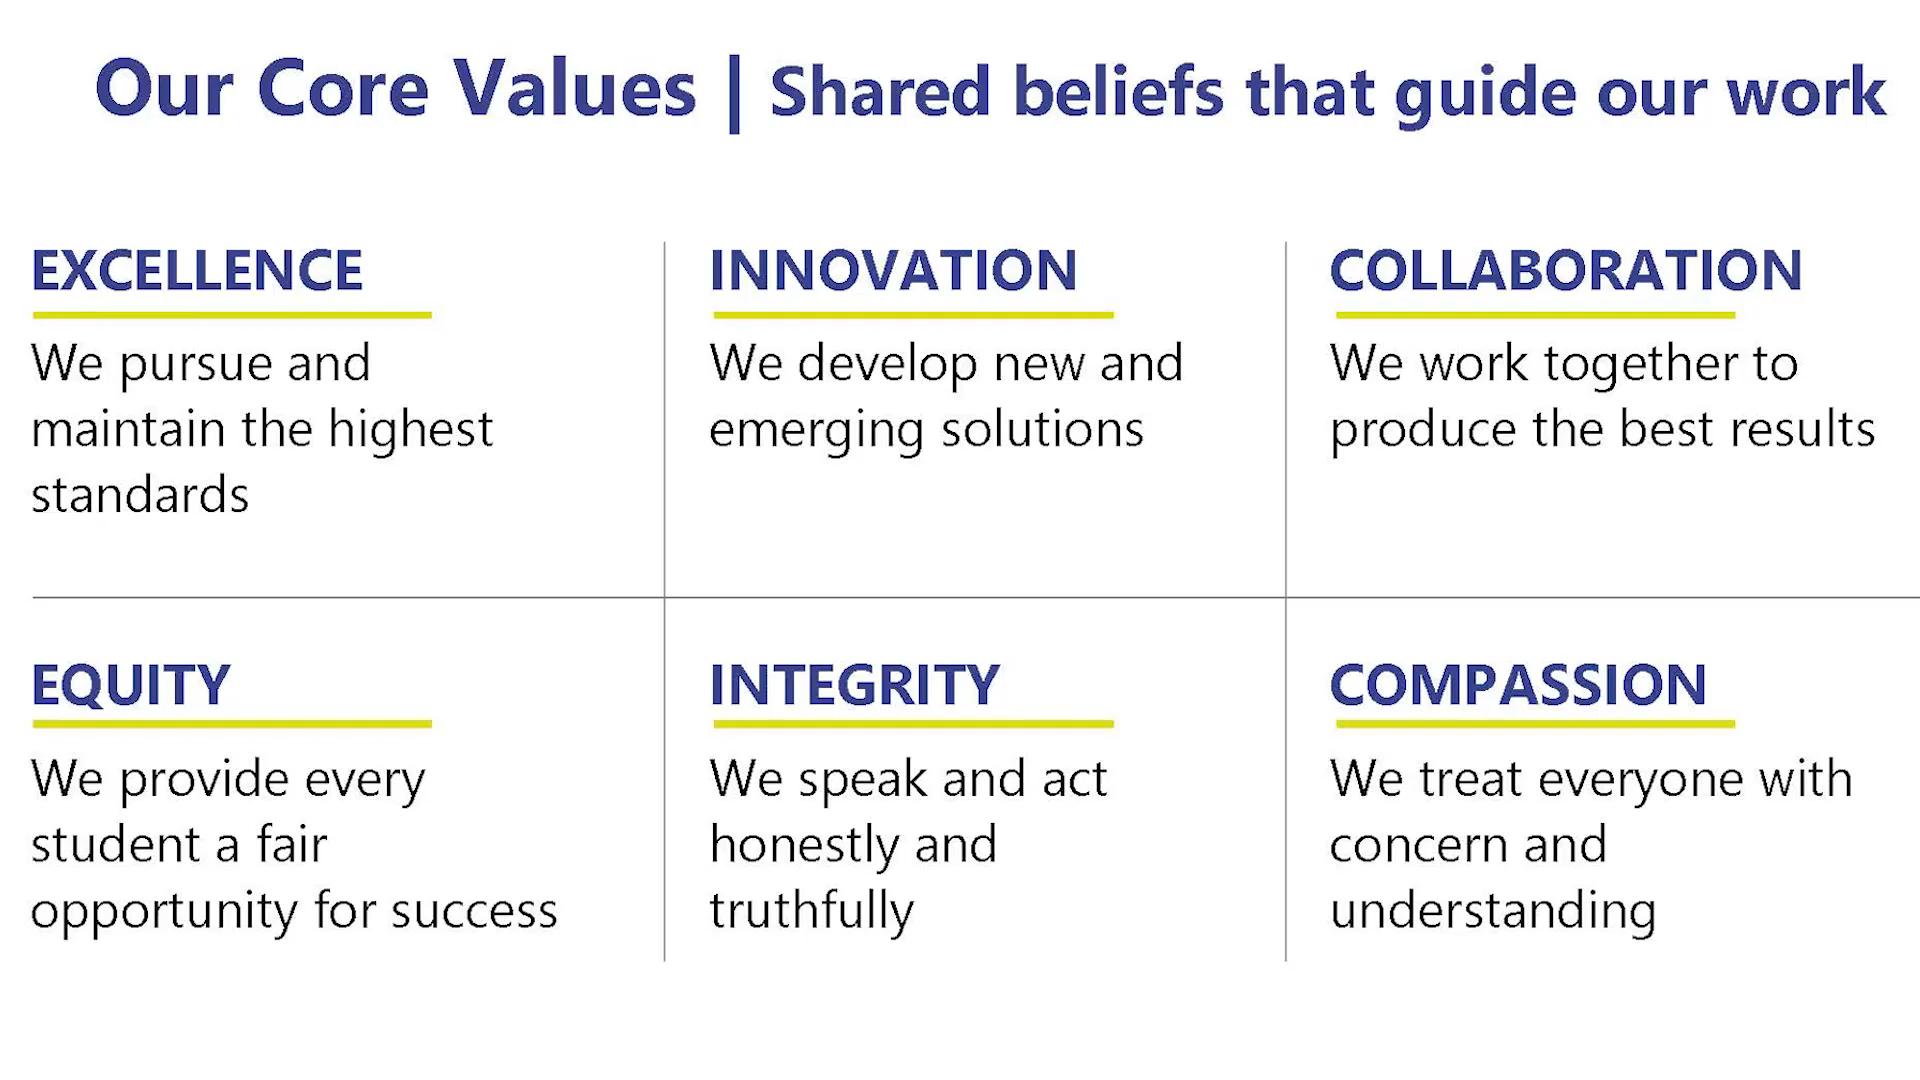 Our Core Values | Shared beliefs that guide our work
EXCELLENCE
We pursue and
maintain the highest
standards
INNOVATION
We develop new and
emerging solutions
COLLABORATION
We work together to
produce the best results
EQUITY
We provide every
student a fair
opportunity for success
INTEGRITY
We speak and act
honestly and
truthfully
COMPASSION
We treat everyone with
concern and
understanding